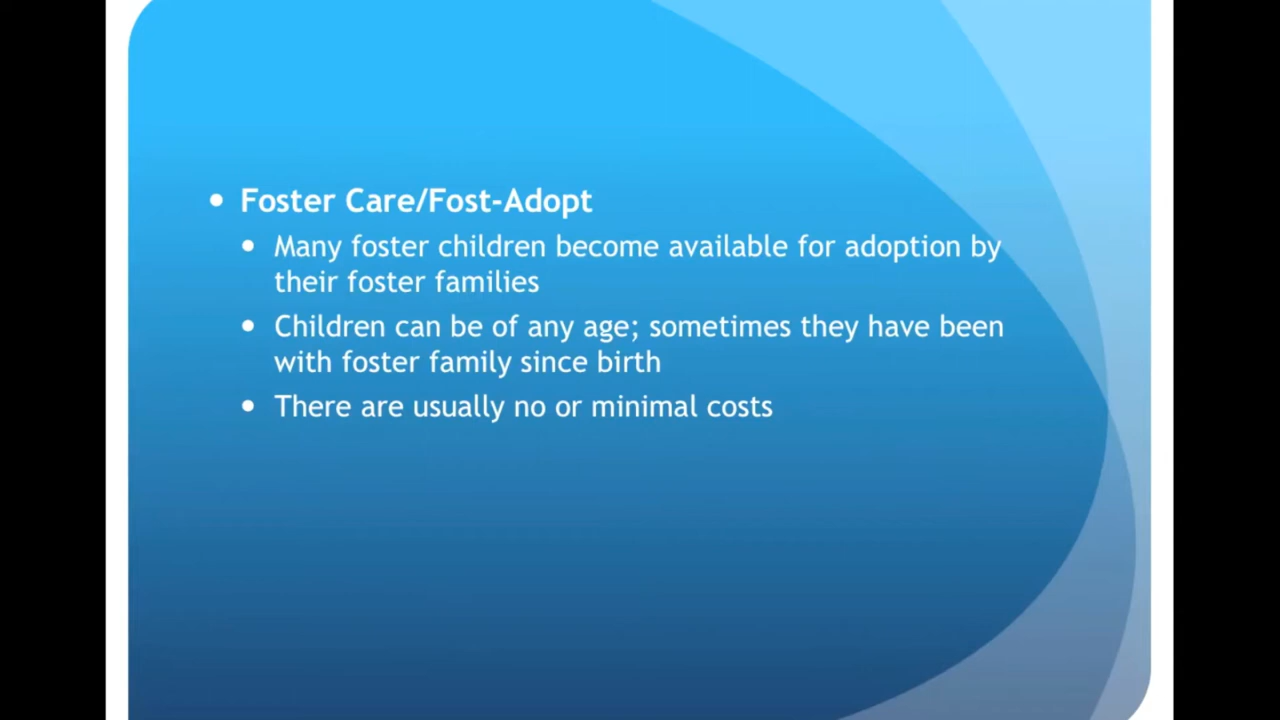 • Foster Care/Fost-Adopt
• Many foster children become available for adoption by
their foster families
• Children can be of any age; sometimes they have been
with foster family since birth
• There are usually no or minimal costs